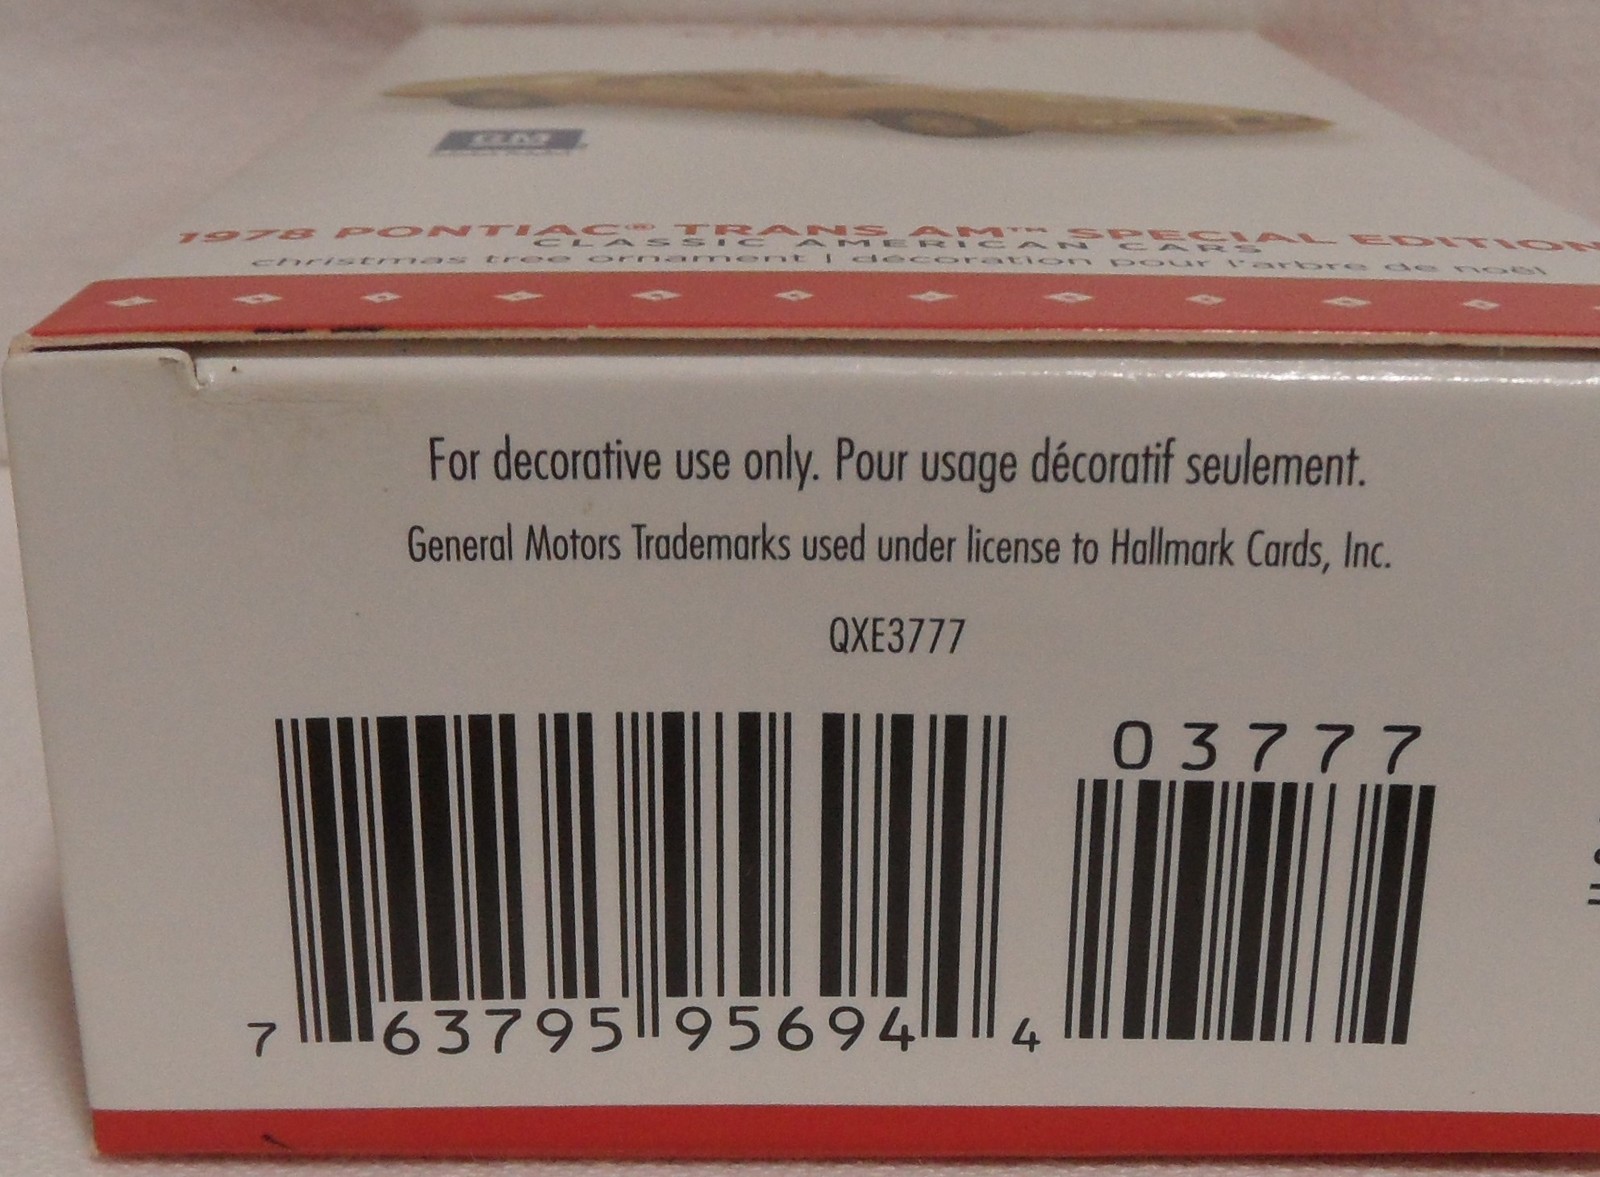 GM
1978 PONTIAC® TRANS AM™ SPECIAL EDITION
CLASSIC AMERICAN CARS
christmas tree ornament | décoration pour l'arbre de noël
For decorative use only. Pour usage décoratif seulement.
General Motors Trademarks used under license to Hallmark Cards, Inc.
QXE3777
03777
7 63795 95694 4